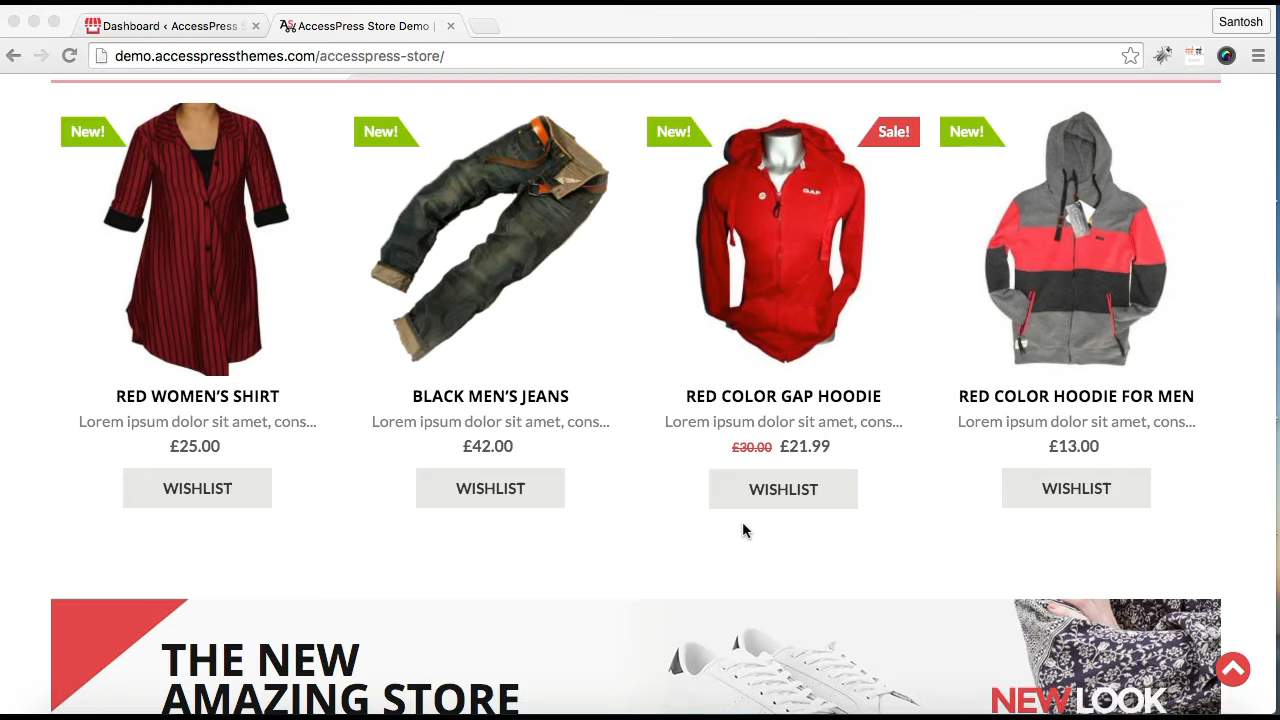 Dashboard ‹ AccessPress S
AccessPress Store Demo |
Santosh
demo.accesspressthemes.com/accesspress-store/
New!
New!
New!
Sale!
New!
GAP
RED WOMEN’S SHIRT
BLACK MEN’S JEANS
RED COLOR GAP HOODIE
RED COLOR HOODIE FOR MEN
Lorem ipsum dolor sit amet, cons...
Lorem ipsum dolor sit amet, cons...
Lorem ipsum dolor sit amet, cons...
Lorem ipsum dolor sit amet, cons...
£25.00
£42.00
£30.00 £21.99
£13.00
WISHLIST
WISHLIST
WISHLIST
WISHLIST
THE NEW
AMAZING STORE
NEW LOOK